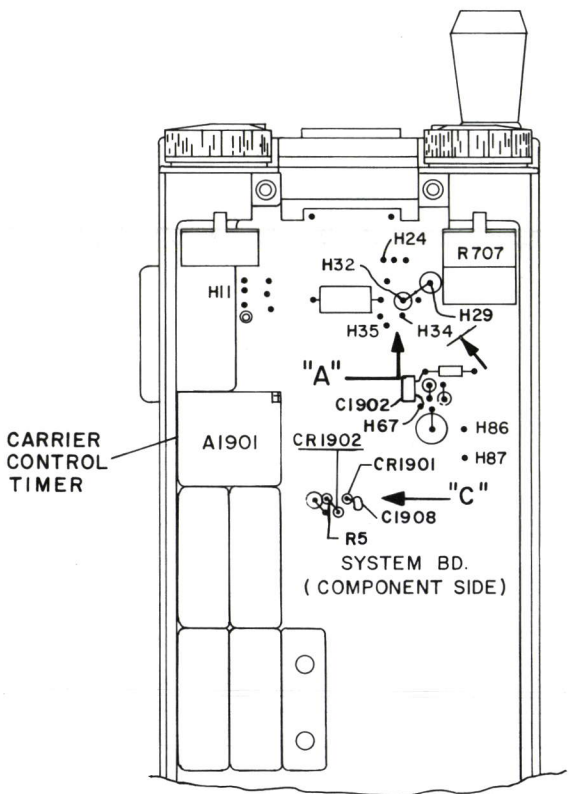 H24
R707
H32
H11
H29
H35
H34
"A"
C1902
H67
H86
CARRIER
CONTROL
TIMER
A1901
CR1902
H87
CR1901
"C"
C1908
R5
SYSTEM BD.
(COMPONENT SIDE)